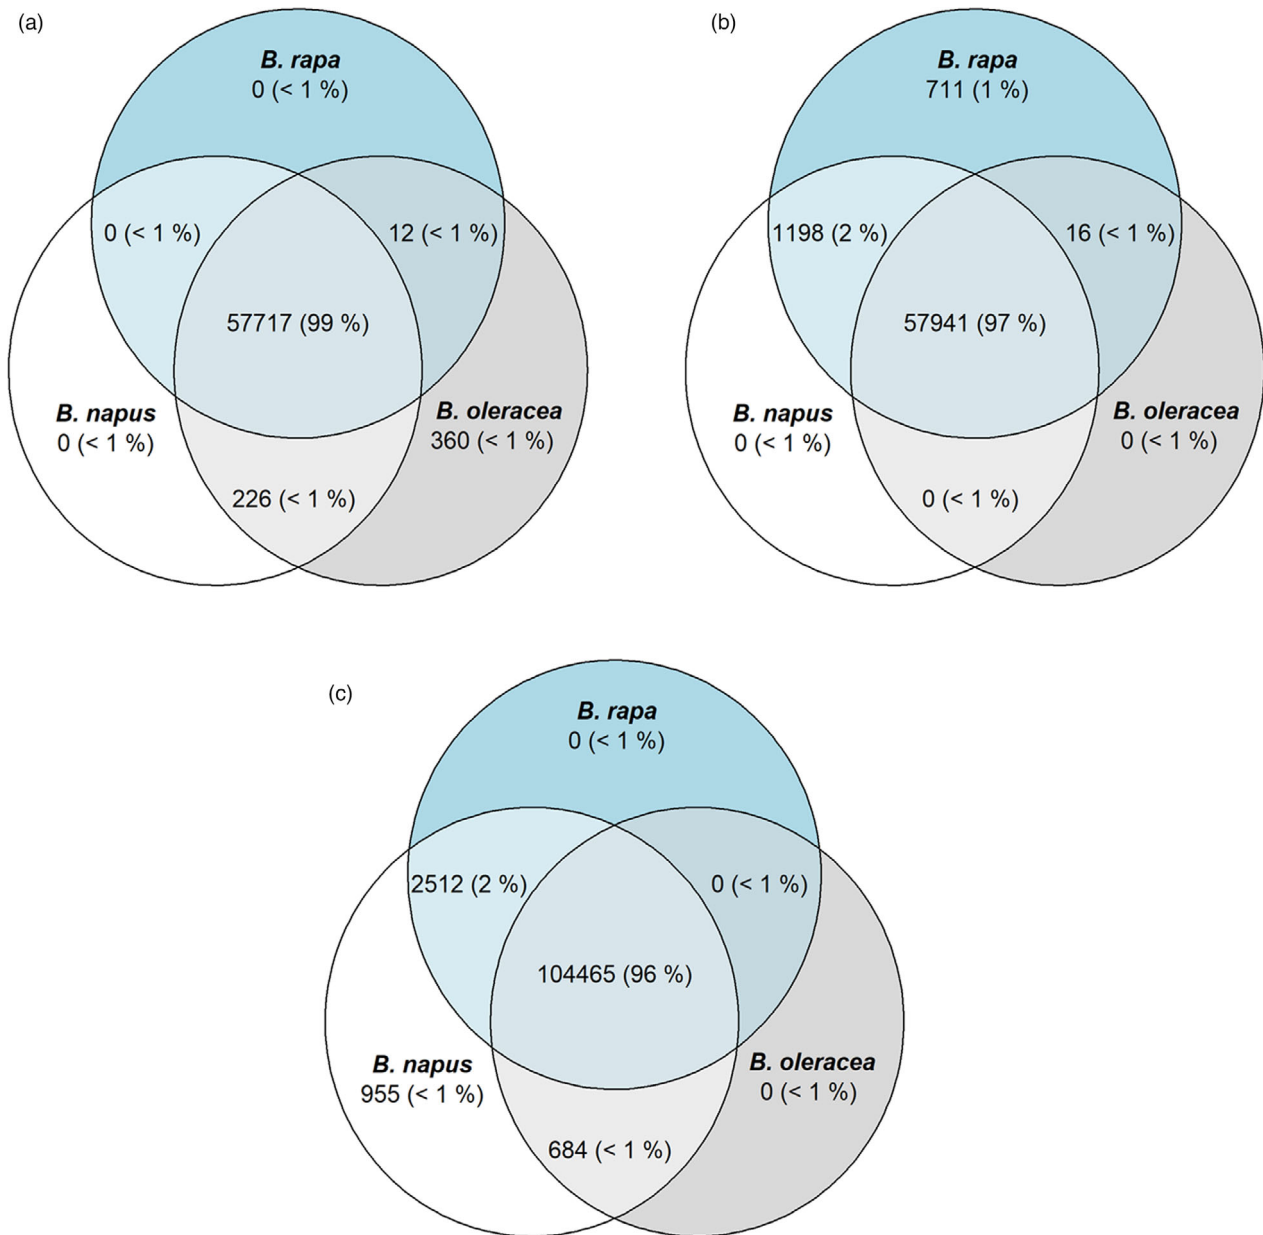 (a)
B. rapa
0 (< 1 %)
0 (< 1 %)
12 (< 1 %)
57717 (99 %)
B. napus
0 (< 1 %)
B. oleracea
360 (< 1 %)
226 (< 1 %)
(b)
B. rapa
711 (1 %)
1198 (2 %)
16 (< 1 %)
57941 (97 %)
B. napus
0 (< 1 %)
B. oleracea
0 (< 1 %)
0 (< 1 %)
(c)
B. rapa
0 (< 1 %)
2512 (2 %)
0 (< 1 %)
104465 (96 %)
B. napus
955 (< 1 %)
B. oleracea
0 (< 1 %)
684 (< 1 %)